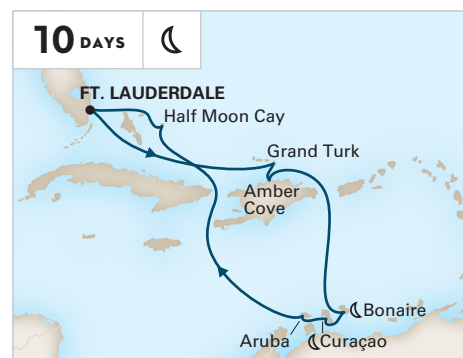 10 DAYS
FT. LAUDERDALE
Half Moon Cay
Grand Turk
Amber
Cove
Bonaire
Aruba
Curaçao